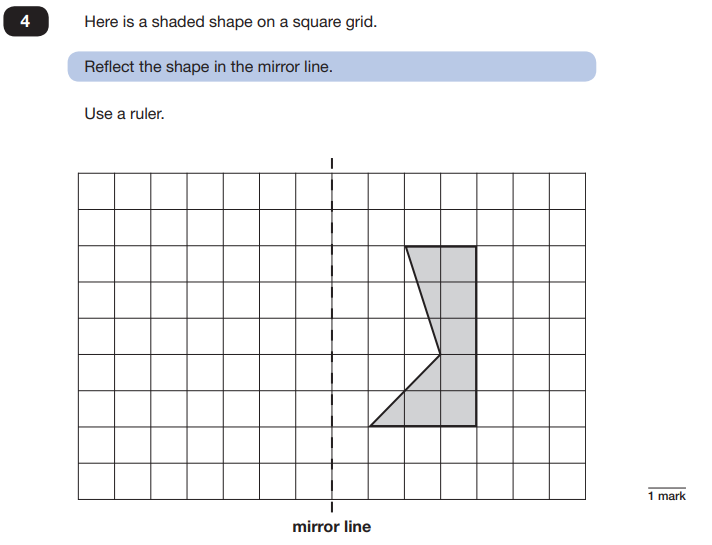 4
Here is a shaded shape on a square grid.
Reflect the shape in the mirror line.
Use a ruler.
mirror line
1 mark